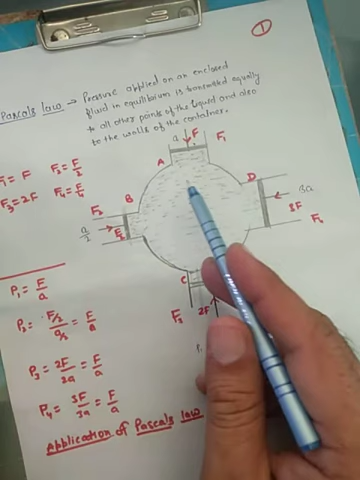 1
Pascals law → Pressure applied on an enclosed
fluid in equilibrium is transmitted equally
to all other points of the liquid and also
to the walls of the container.
F₁ = F F₂ = F/2
F₃ = 2F F₄ = F/4
a F F₁
A
B
D
C
F₂
a/2
F/2
3a
3F
F₄
F₃ 2F
P₁ = F/a
P₂ = F/2 / a/2 = F/a
P₃ = 2F/2a = F/a
P₄ = 3F/3a = F/a
Application of Pascals law